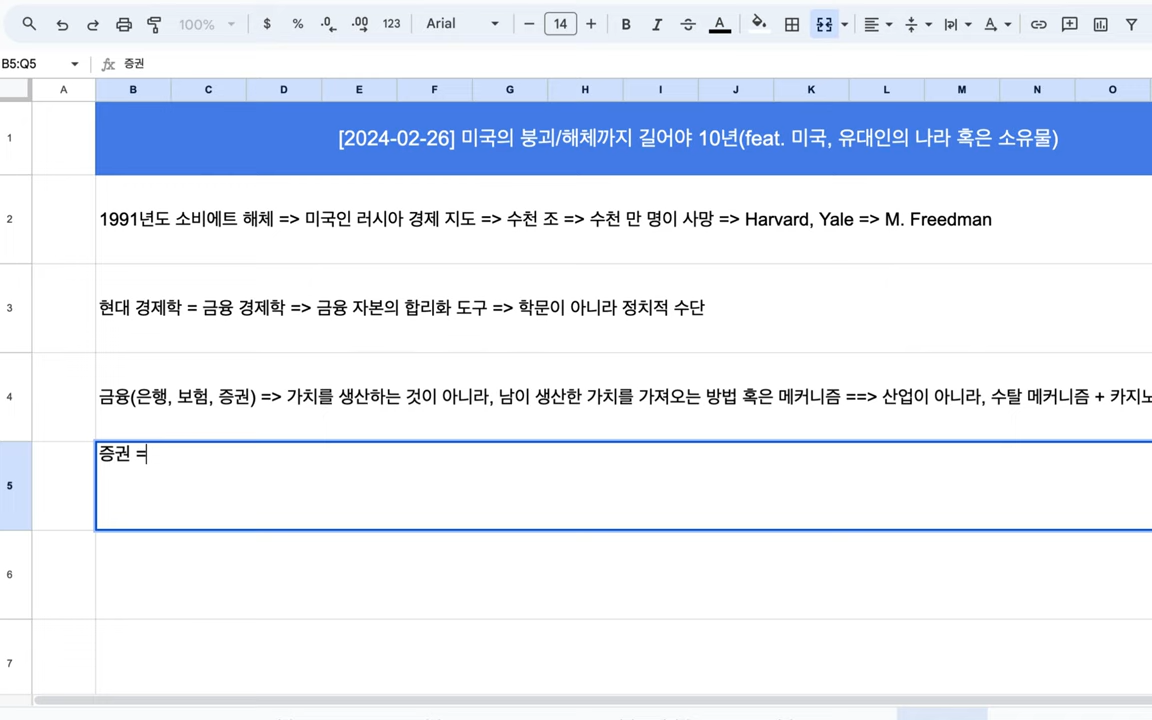 100%
$
%
.0
.00
123
Arial
14
B
I
A
B5:Q5
fx 증권
A B C D E F G H I J K L M N O
1
[2024-02-26] 미국의 붕괴/해체까지 길어야 10년(feat. 미국, 유대인의 나라 혹은 소유물)
2
1991년도 소비에트 해체 => 미국인 러시아 경제 지도 => 수천 조 => 수천 만 명이 사망 => Harvard, Yale => M. Freedman
3
현대 경제학 = 금융 경제학 => 금융 자본의 합리화 도구 => 학문이 아니라 정치적 수단
4
금융(은행, 보험, 증권) => 가치를 생산하는 것이 아니라, 남이 생산한 가치를 가져오는 방법 혹은 메커니즘 ==> 산업이 아니라, 수탈 메커니즘 + 카지노
5
증권 =
6
7